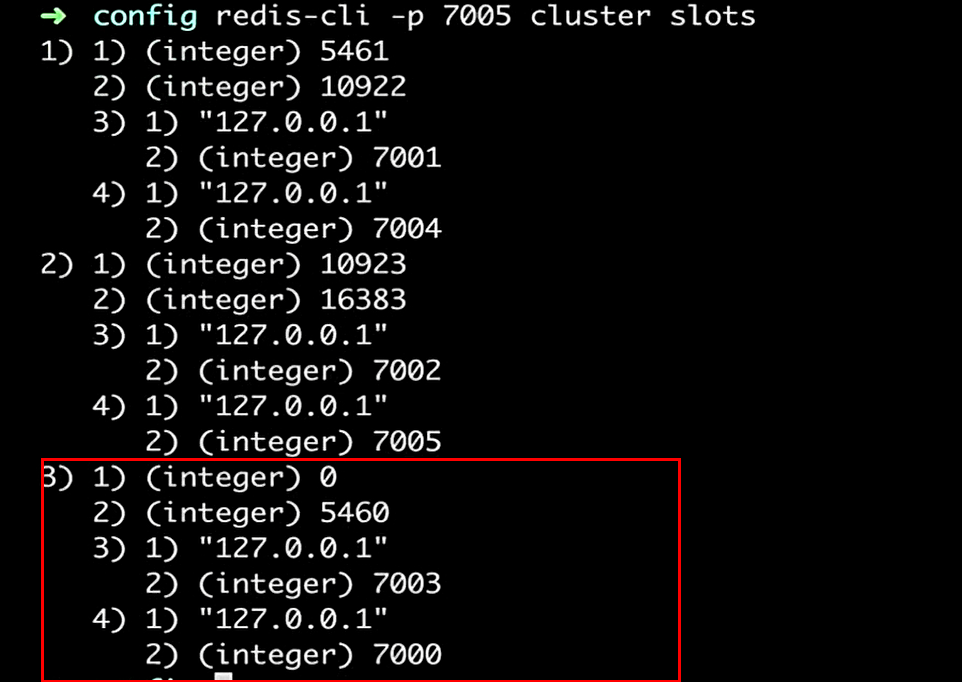 ➜ config redis-cli -p 7005 cluster slots
1) 1) (integer) 5461
   2) (integer) 10922
   3) 1) "127.0.0.1"
      2) (integer) 7001
   4) 1) "127.0.0.1"
      2) (integer) 7004
2) 1) (integer) 10923
   2) (integer) 16383
   3) 1) "127.0.0.1"
      2) (integer) 7002
   4) 1) "127.0.0.1"
      2) (integer) 7005
3) 1) (integer) 0
   2) (integer) 5460
   3) 1) "127.0.0.1"
      2) (integer) 7003
   4) 1) "127.0.0.1"
      2) (integer) 7000